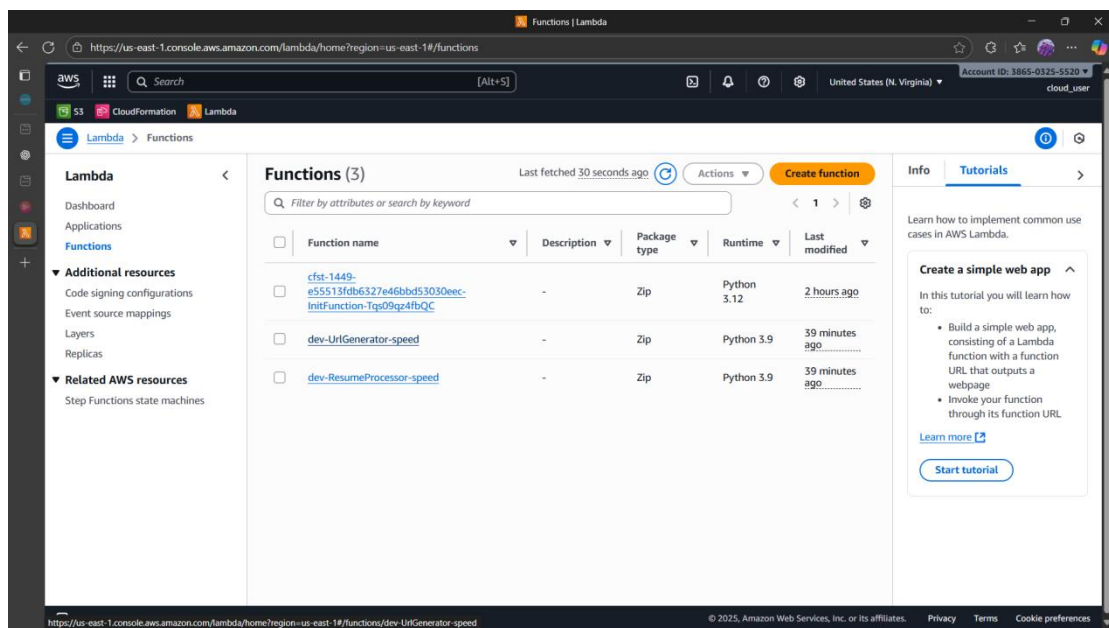 Functions | Lambda
https://us-east-1.console.aws.amazon.com/lambda/home?region=us-east-1#/functions
aws
Search
[Alt+S]
United States (N. Virginia)
Account ID: 3865-0325-5520
cloud_user
S3
CloudFormation
Lambda
Lambda > Functions
Lambda
Dashboard
Applications
Functions
Additional resources
Code signing configurations
Event source mappings
Layers
Replicas
Related AWS resources
Step Functions state machines
Functions (3)
Last fetched 30 seconds ago
Actions
Create function
Filter by attributes or search by keyword
1
Function name
Description
Package
type
Runtime
Last
modified
cfst-1449-
e55513fdb6327e46bbd53030eec-
InitFunction-Tqs09qz4fbQC
-
Zip
Python
3.12
2 hours ago
dev-UrlGenerator-speed
-
Zip
Python 3.9
39 minutes
ago
dev-ResumeProcessor-speed
-
Zip
Python 3.9
39 minutes
ago
Info
Tutorials
Learn how to implement common use
cases in AWS Lambda.
Create a simple web app
In this tutorial you will learn how
to:
• Build a simple web app,
consisting of a Lambda
function with a function
URL that outputs a
webpage
• Invoke your function
through its function URL
Learn more
Start tutorial
https://us-east-1.console.aws.amazon.com/lambda/home?region=us-east-1#/functions/dev-UrlGenerator-speed
© 2025, Amazon Web Services, Inc. or its affiliates.
Privacy
Terms
Cookie preferences